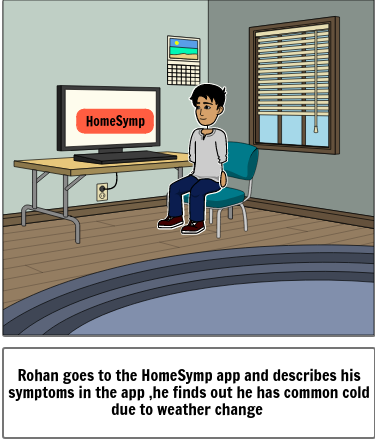 HomeSymp
Rohan goes to the HomeSymp app and describes his
symptoms in the app ,he finds out he has common cold
due to weather change